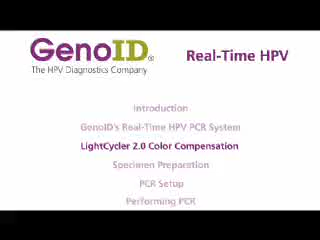 GenoID®
Real-Time HPV
The HPV Diagnostics Company
Introduction
GenoID's Real-Time HPV PCR System
LightCycler 2.0 Color Compensation
Specimen Preparation
PCR Setup
Performing PCR